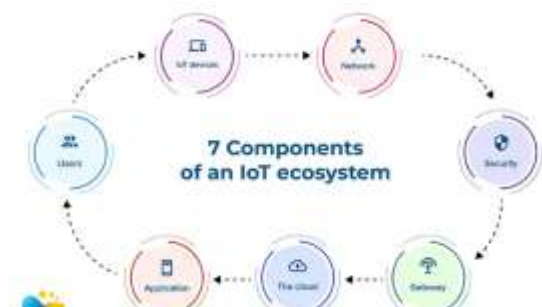 IoT devices
Network
Users
7 Components
of an IoT ecosystem
Security
Application
The cloud
Gateway